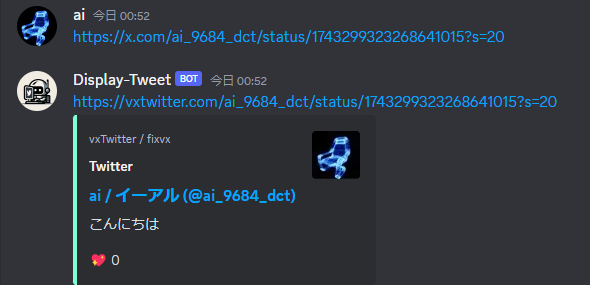 ai 今日 00:52
https://x.com/ai_9684_dct/status/1743299323268641015?s=20
Display-Tweet BOT 今日 00:52
https://vxtwitter.com/ai_9684_dct/status/1743299323268641015?s=20
vxTwitter / fixvx
Twitter
ai / イーアル (@ai_9684_dct)
こんにちは
💖 0